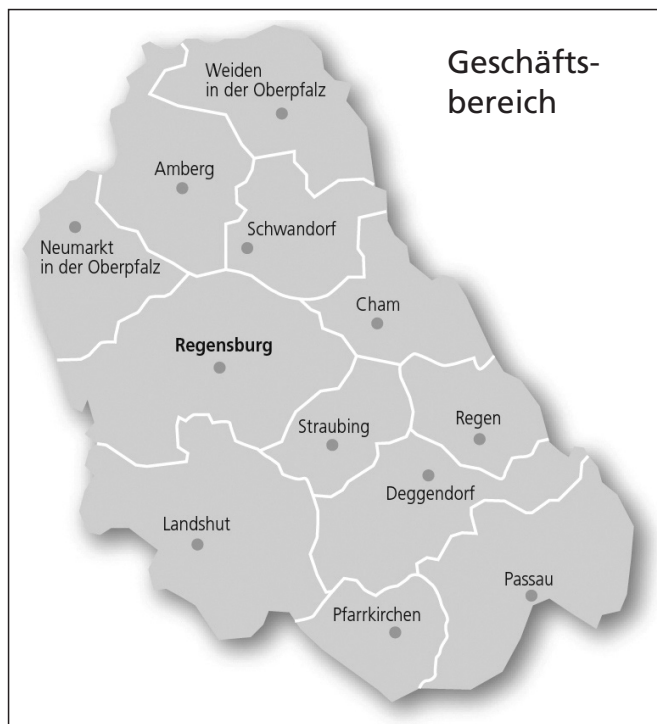 Geschäfts-
bereich
Weiden
in der Oberpfalz
Amberg
Schwandorf
Neumarkt
in der Oberpfalz
Cham
Regensburg
Straubing
Regen
Deggendorf
Landshut
Passau
Pfarrkirchen